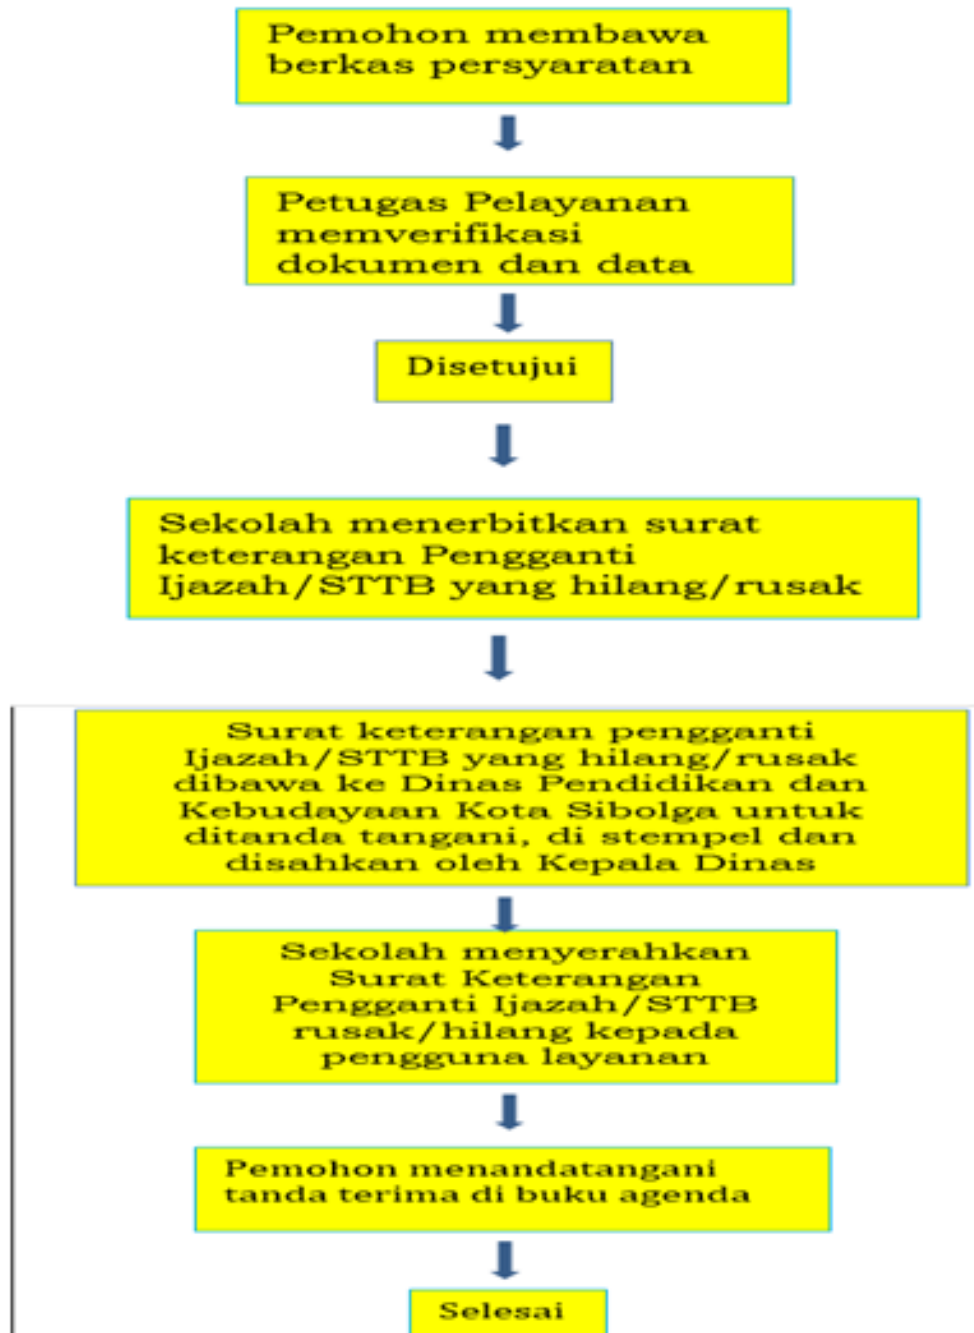 Pemohon membawa
berkas persyaratan
Petugas Pelayanan
memverifikasi
dokumen dan data
Disetujui
Sekolah menerbitkan surat
keterangan Pengganti
Ijazah/STTB yang hilang/rusak
Surat keterangan pengganti
Ijazah/STTB yang hilang/rusak
dibawa ke Dinas Pendidikan dan
Kebudayaan Kota Sibolga untuk
ditanda tangani, di stempel dan
disahkan oleh Kepala Dinas
Sekolah menyerahkan
Surat Keterangan
Pengganti Ijazah/STTB
rusak/hilang kepada
pengguna layanan
Pemohon menandatangani
tanda terima di buku agenda
Selesai